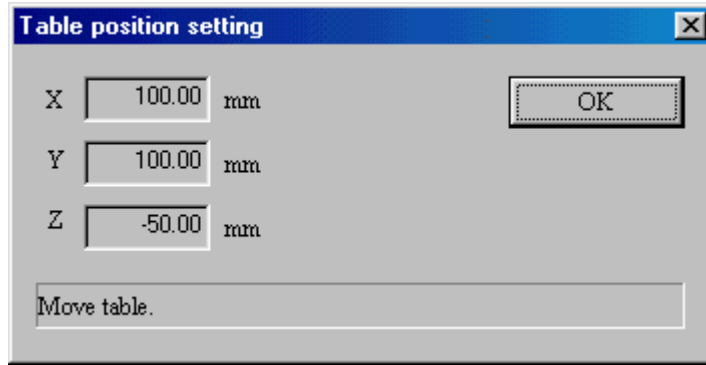 Table position setting
X 100.00 mm OK
Y 100.00 mm
Z -50.00 mm
Move table.